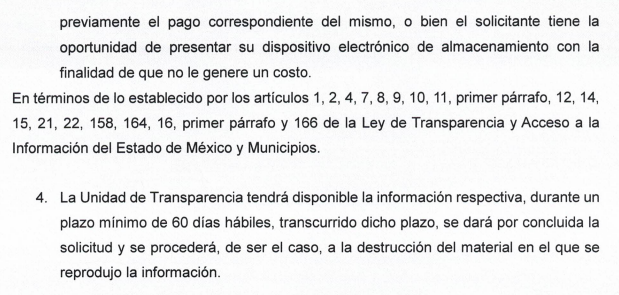 previamente el pago correspondiente del mismo, o bien el solicitante tiene la
oportunidad de presentar su dispositivo electrónico de almacenamiento con la
finalidad de que no le genere un costo.
En términos de lo establecido por los artículos 1, 2, 4, 7, 8, 9, 10, 11, primer párrafo, 12, 14,
15, 21, 22, 158, 164, 16, primer párrafo y 166 de la Ley de Transparencia y Acceso a la
Información del Estado de México y Municipios.
4. La Unidad de Transparencia tendrá disponible la información respectiva, durante un
plazo mínimo de 60 días hábiles, transcurrido dicho plazo, se dará por concluida la
solicitud y se procederá, de ser el caso, a la destrucción del material en el que se
reprodujo la información.